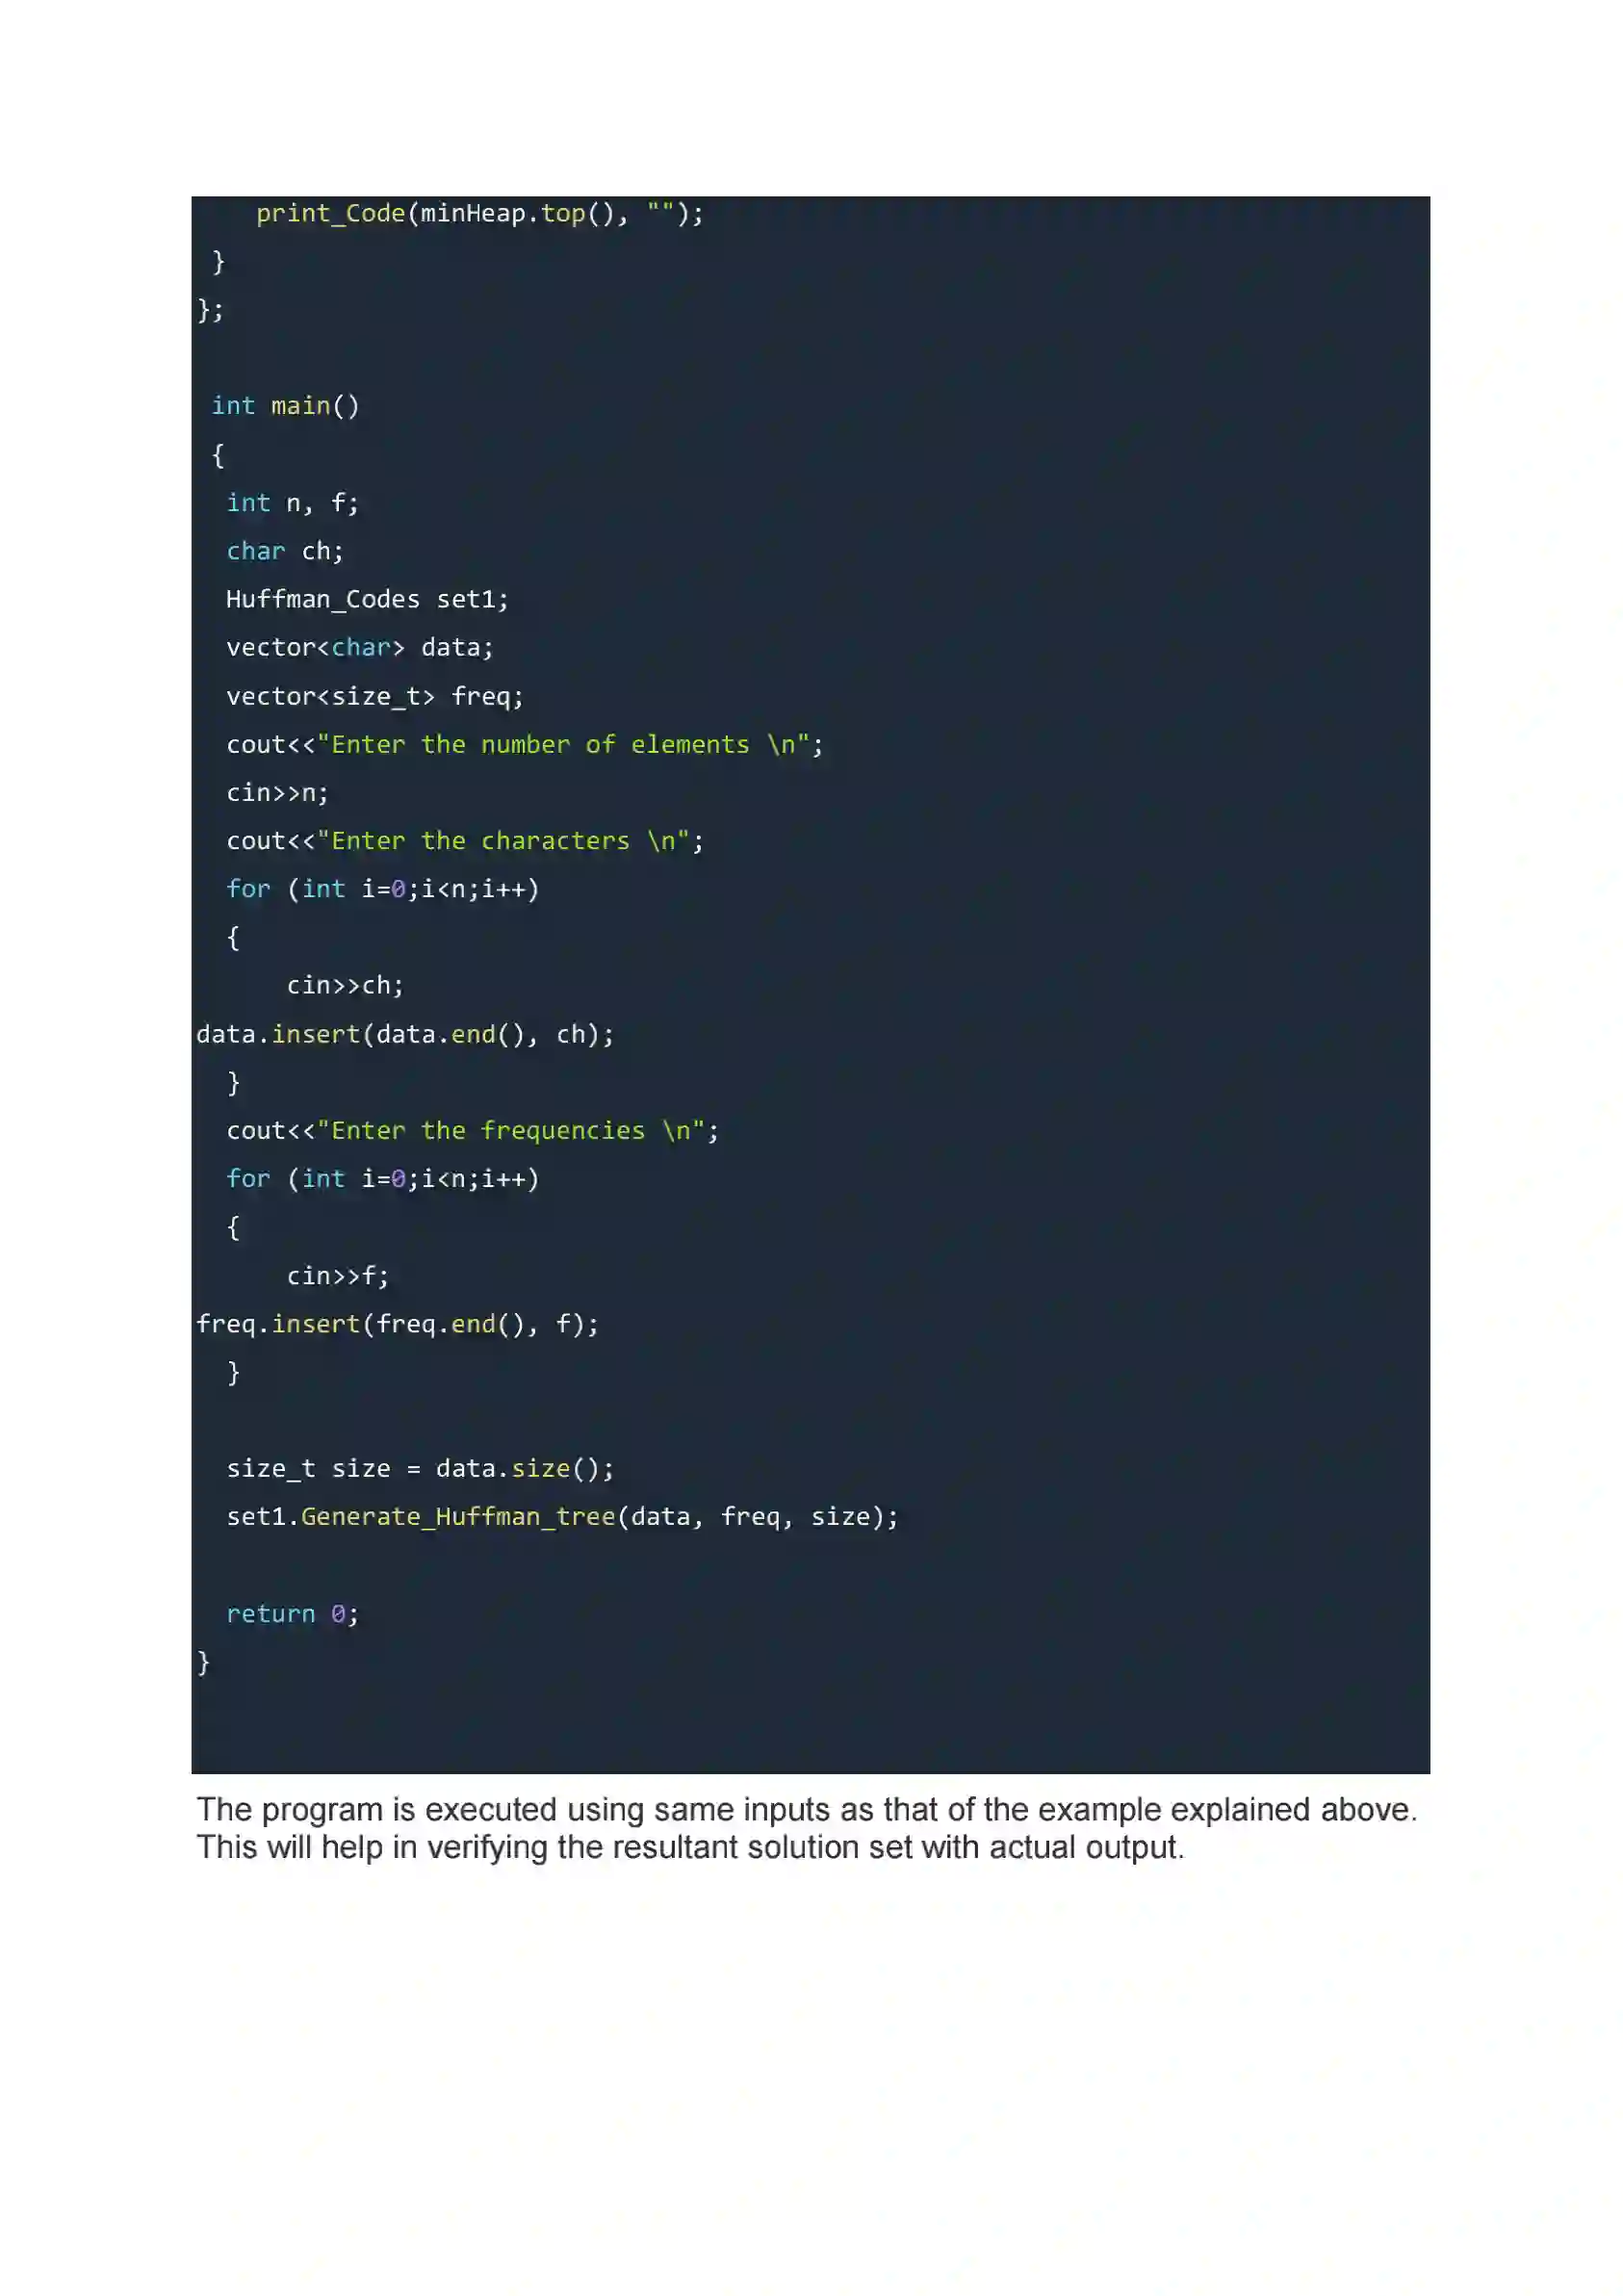 print_Code(minHeap.top(), "");
}
};
int main()
{
int n, f;
char ch;
Huffman_Codes set1;
vector<char> data;
vector<size_t> freq;
cout<<"Enter the number of elements \n";
cin>>n;
cout<<"Enter the characters \n";
for (int i=0;i<n;i++)
{
cin>>ch;
data.insert(data.end(), ch);
}
cout<<"Enter the frequencies \n";
for (int i=0;i<n;i++)
{
cin>>f;
freq.insert(freq.end(), f);
}
size_t size = data.size();
set1.Generate_Huffman_tree(data, freq, size);
return 0;
}
The program is executed using same inputs as that of the example explained above.
This will help in verifying the resultant solution set with actual output.